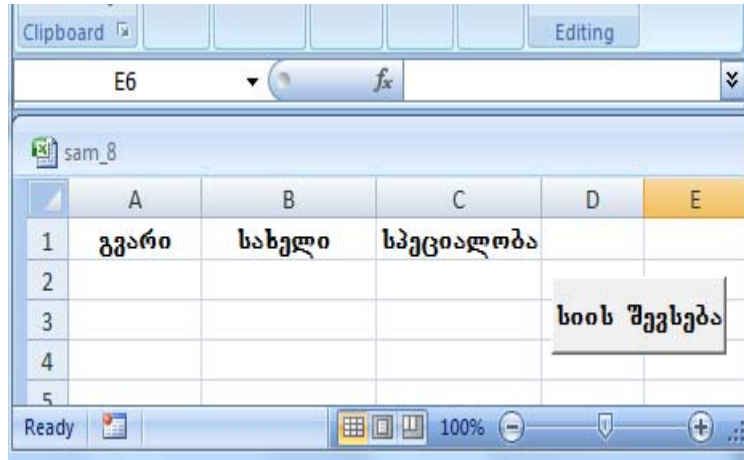 Clipboard Editing
E6 fx
sam_8
A B C D E
1 გვარი სახელი სპეციალობა
2
3 სიის შევსება
4
5
Ready 100%